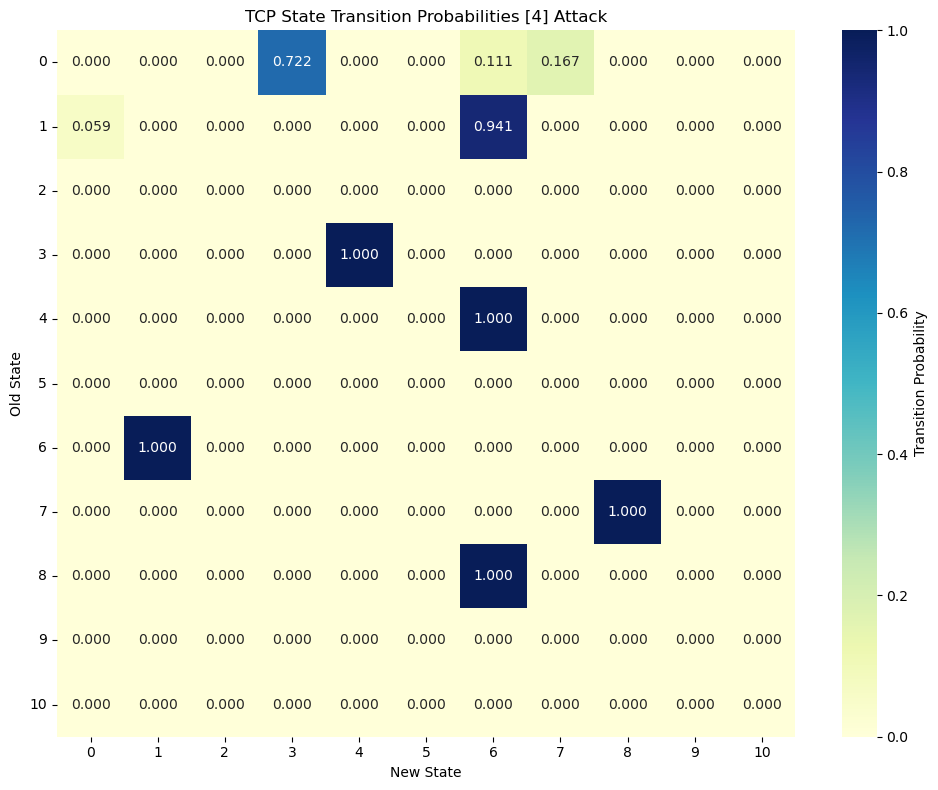 TCP State Transition Probabilities [4] Attack
0 0.000 0.000 0.000 0.722 0.000 0.000 0.111 0.167 0.000 0.000 0.000
1 0.059 0.000 0.000 0.000 0.000 0.000 0.941 0.000 0.000 0.000 0.000
2 0.000 0.000 0.000 0.000 0.000 0.000 0.000 0.000 0.000 0.000 0.000
3 0.000 0.000 0.000 0.000 1.000 0.000 0.000 0.000 0.000 0.000 0.000
4 0.000 0.000 0.000 0.000 0.000 0.000 1.000 0.000 0.000 0.000 0.000
5 0.000 0.000 0.000 0.000 0.000 0.000 0.000 0.000 0.000 0.000 0.000
6 0.000 1.000 0.000 0.000 0.000 0.000 0.000 0.000 0.000 0.000 0.000
7 0.000 0.000 0.000 0.000 0.000 0.000 0.000 0.000 1.000 0.000 0.000
8 0.000 0.000 0.000 0.000 0.000 0.000 1.000 0.000 0.000 0.000 0.000
9 0.000 0.000 0.000 0.000 0.000 0.000 0.000 0.000 0.000 0.000 0.000
10 0.000 0.000 0.000 0.000 0.000 0.000 0.000 0.000 0.000 0.000 0.000
0 1 2 3 4 5 6 7 8 9 10
New State
Old State
1.0
0.8
0.6
0.4
0.2
0.0
Transition Probability